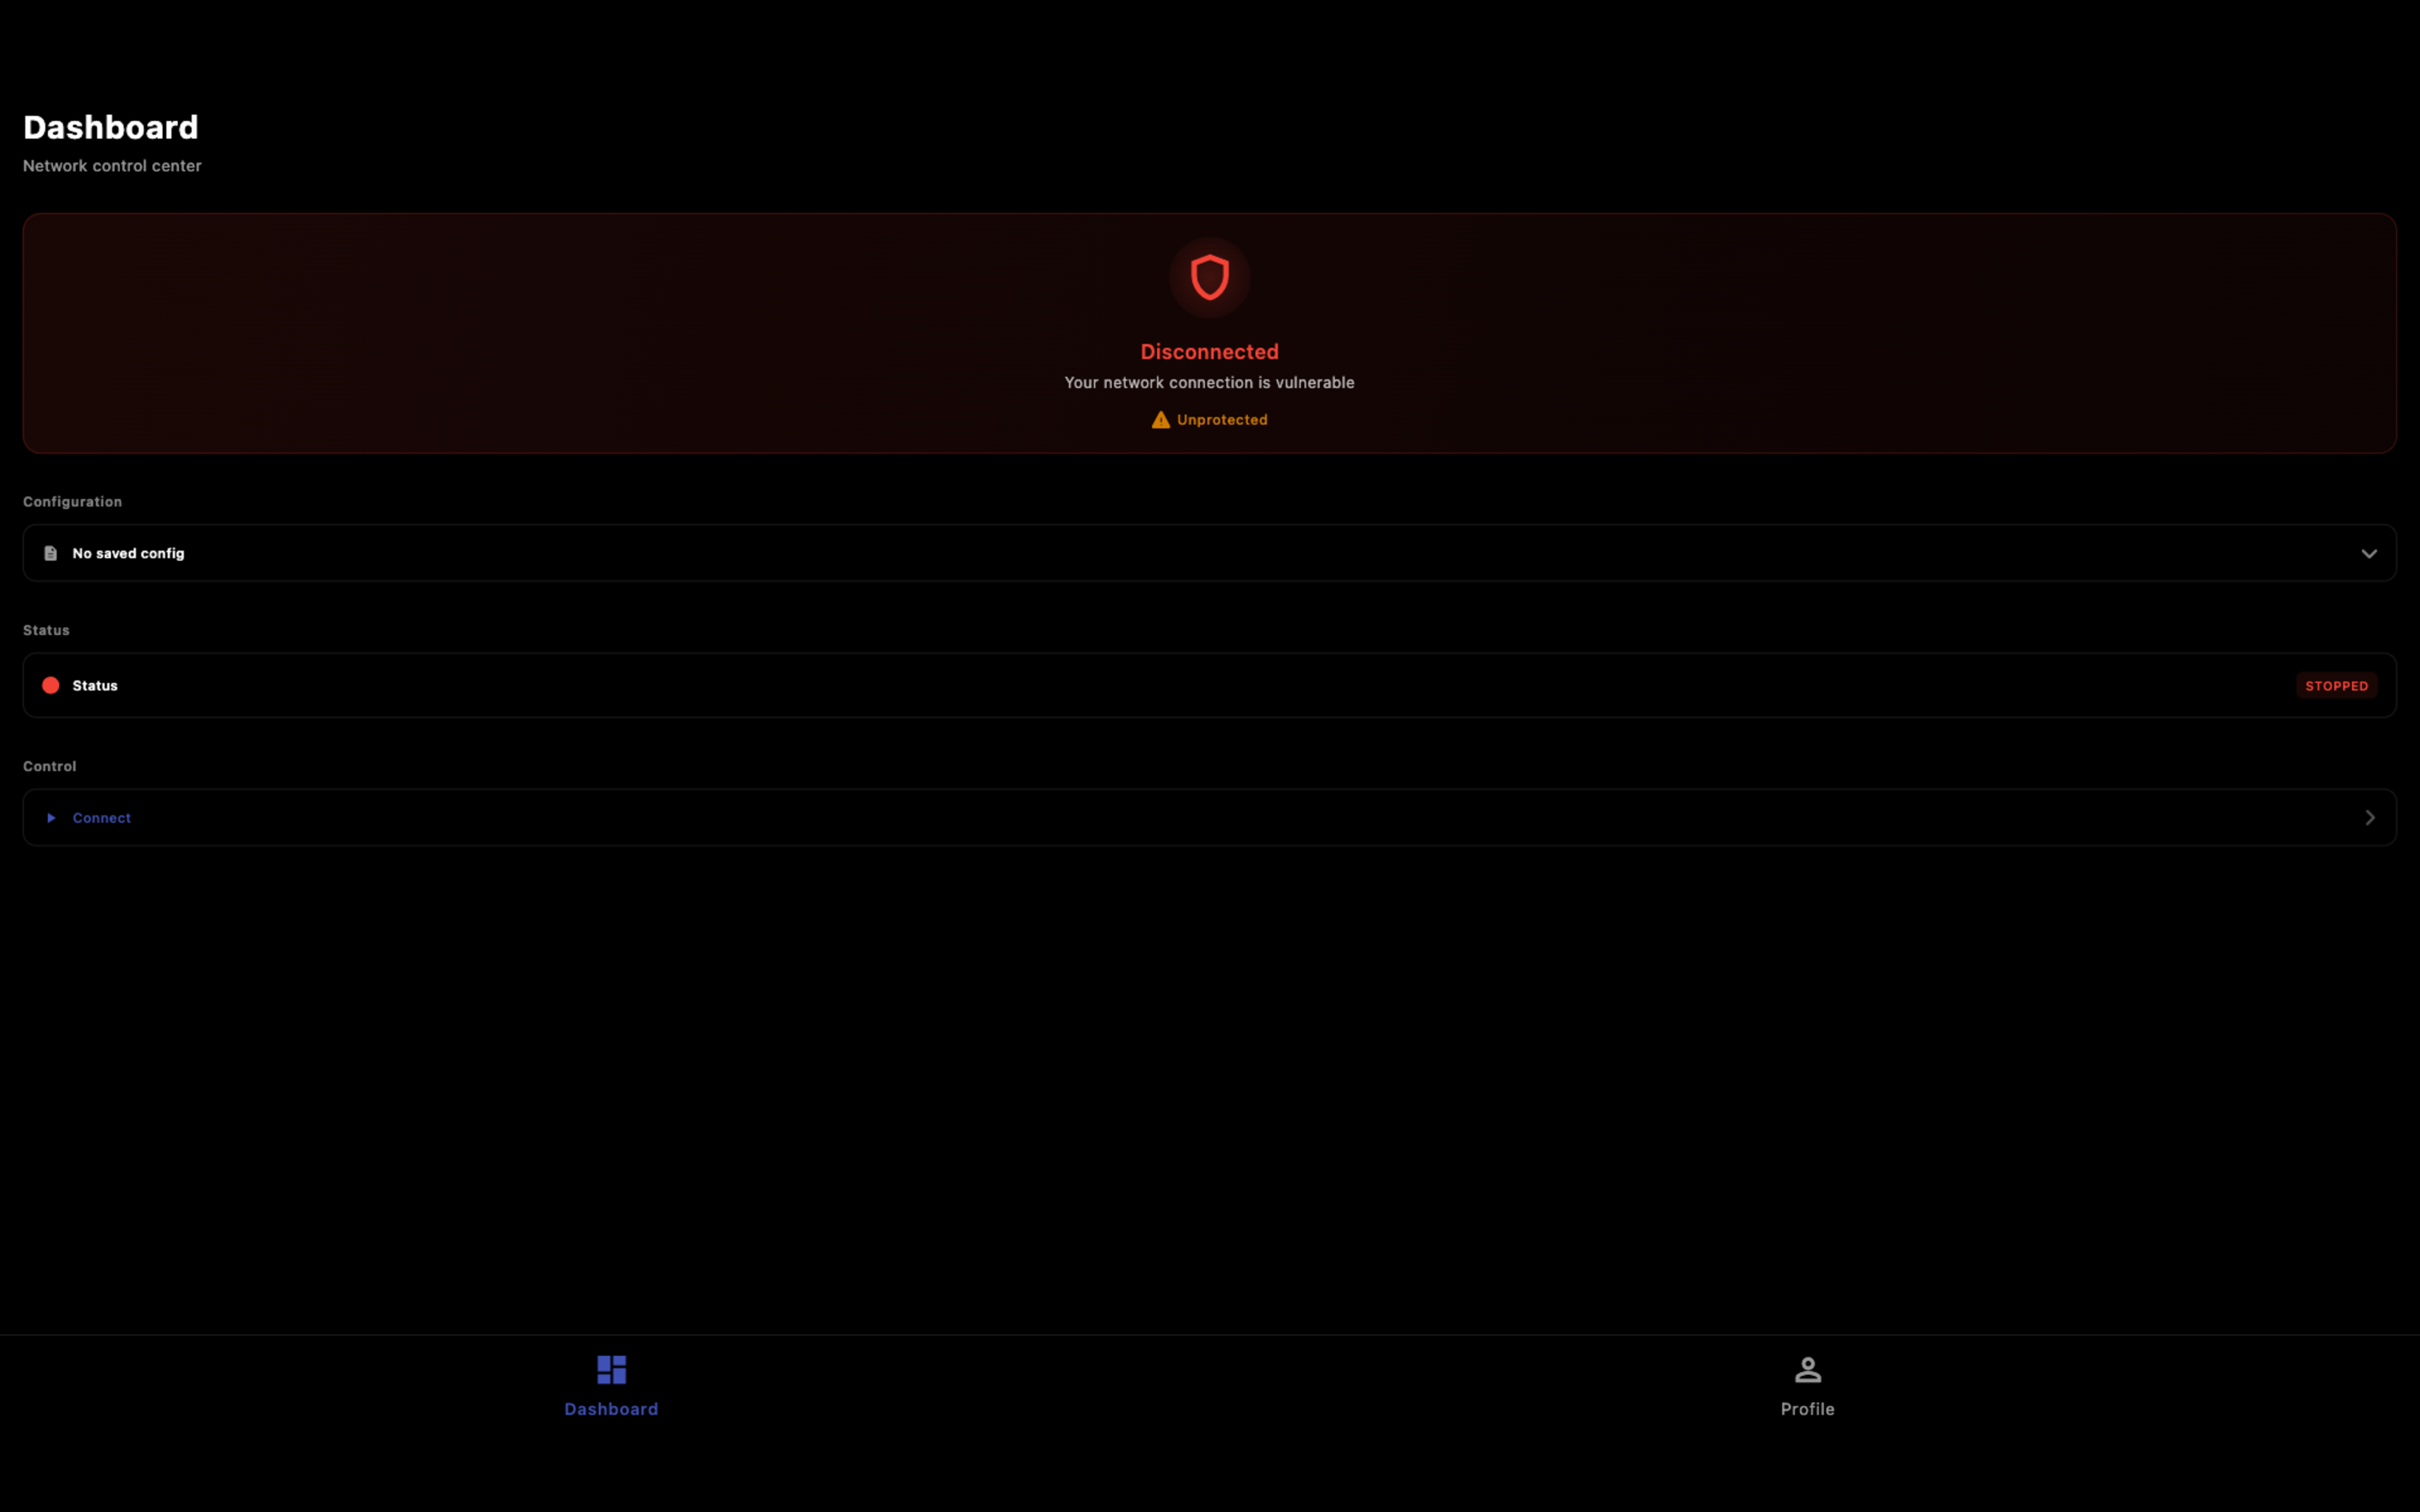 Dashboard
Network control center
Disconnected
Your network connection is vulnerable
Unprotected
Configuration
No saved config
Status
Status
STOPPED
Control
Connect
Dashboard
Profile